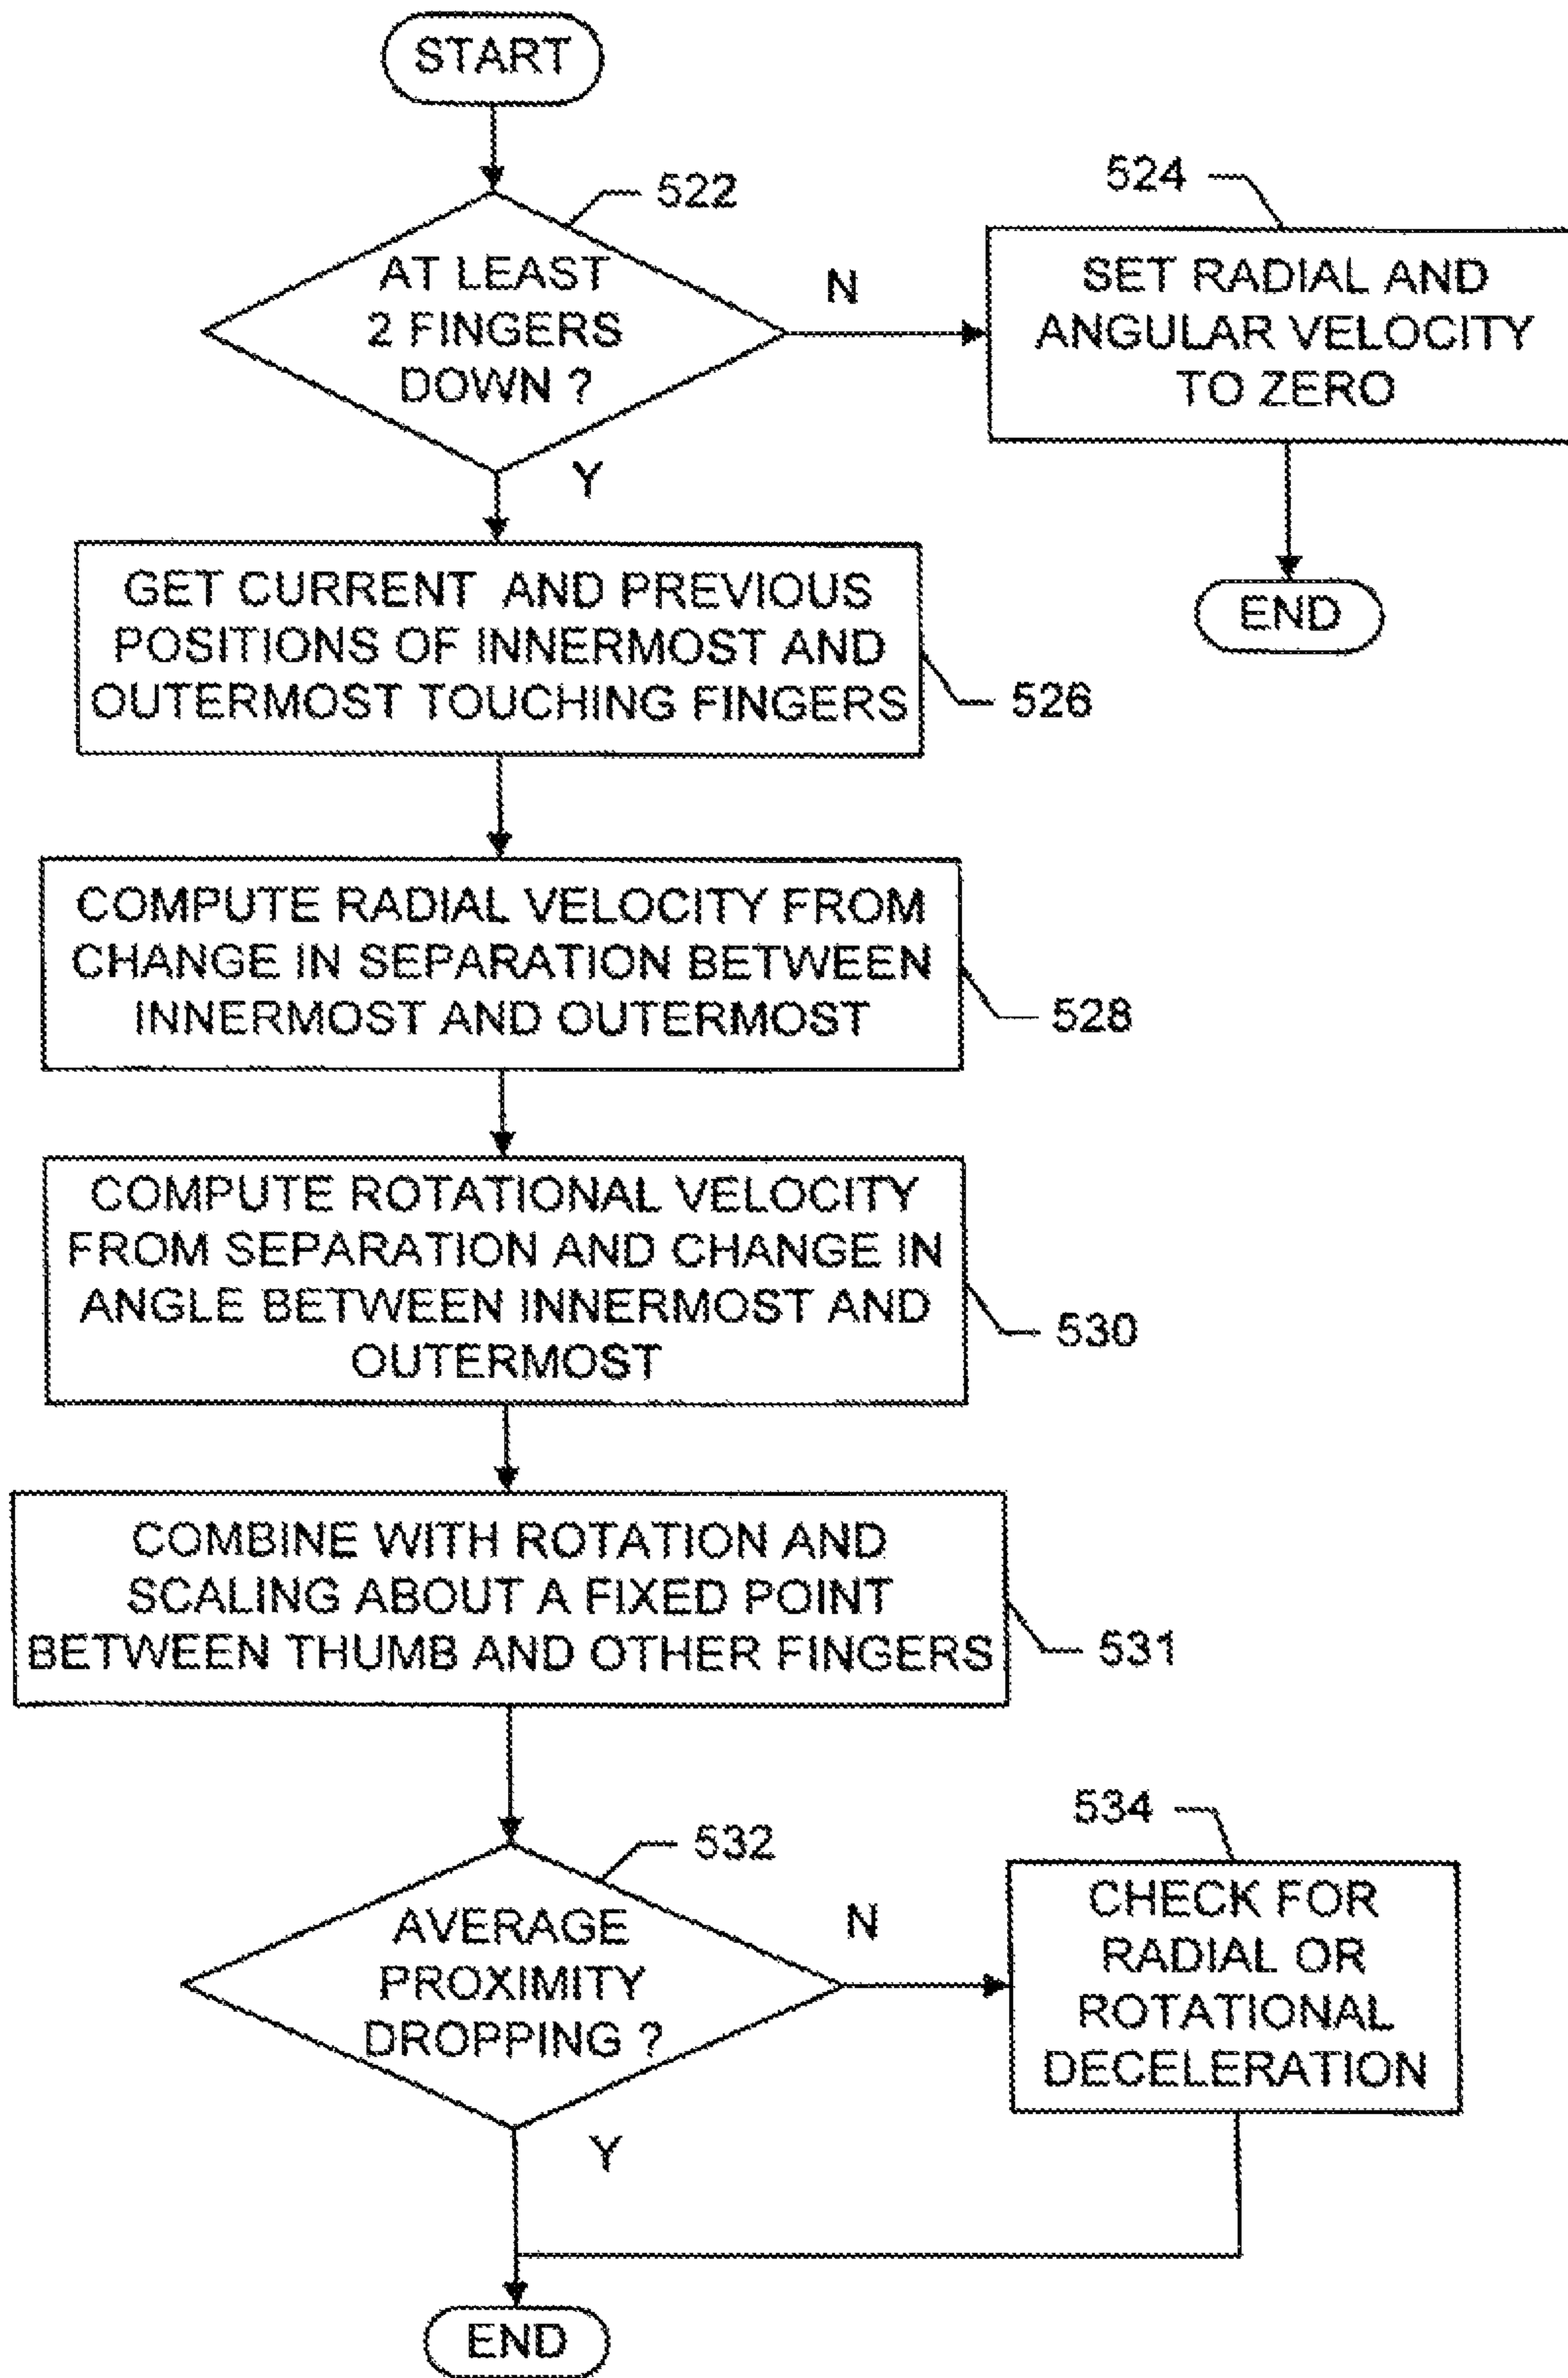 START
522
AT LEAST
2 FINGERS
DOWN ?
N
Y
524
SET RADIAL AND
ANGULAR VELOCITY
TO ZERO
END
GET CURRENT AND PREVIOUS
POSITIONS OF INNERMOST AND
OUTERMOST TOUCHING FINGERS
526
COMPUTE RADIAL VELOCITY FROM
CHANGE IN SEPARATION BETWEEN
INNERMOST AND OUTERMOST
528
COMPUTE ROTATIONAL VELOCITY
FROM SEPARATION AND CHANGE IN
ANGLE BETWEEN INNERMOST AND
OUTERMOST
530
COMBINE WITH ROTATION AND
SCALING ABOUT A FIXED POINT
BETWEEN THUMB AND OTHER FINGERS
531
532
AVERAGE
PROXIMITY
DROPPING ?
N
Y
534
CHECK FOR
RADIAL OR
ROTATIONAL
DECELERATION
END